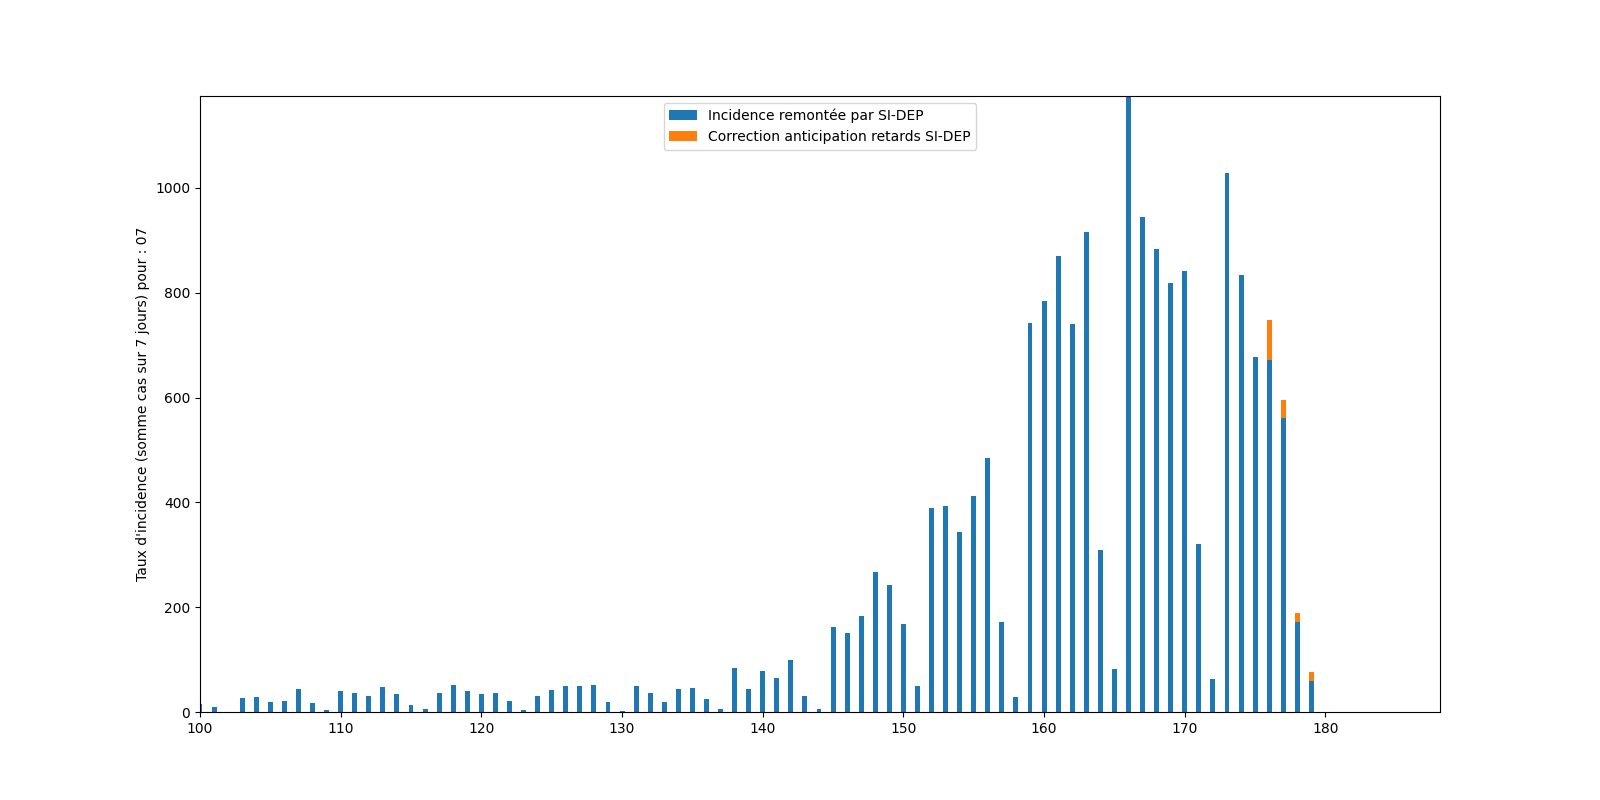 Incidence remontée par SI-DEP
Correction anticipation retards SI-DEP
Taux d'incidence (somme cas sur 7 jours) pour : 07
1000
800
600
400
200
0
100 110 120 130 140 150 160 170 180